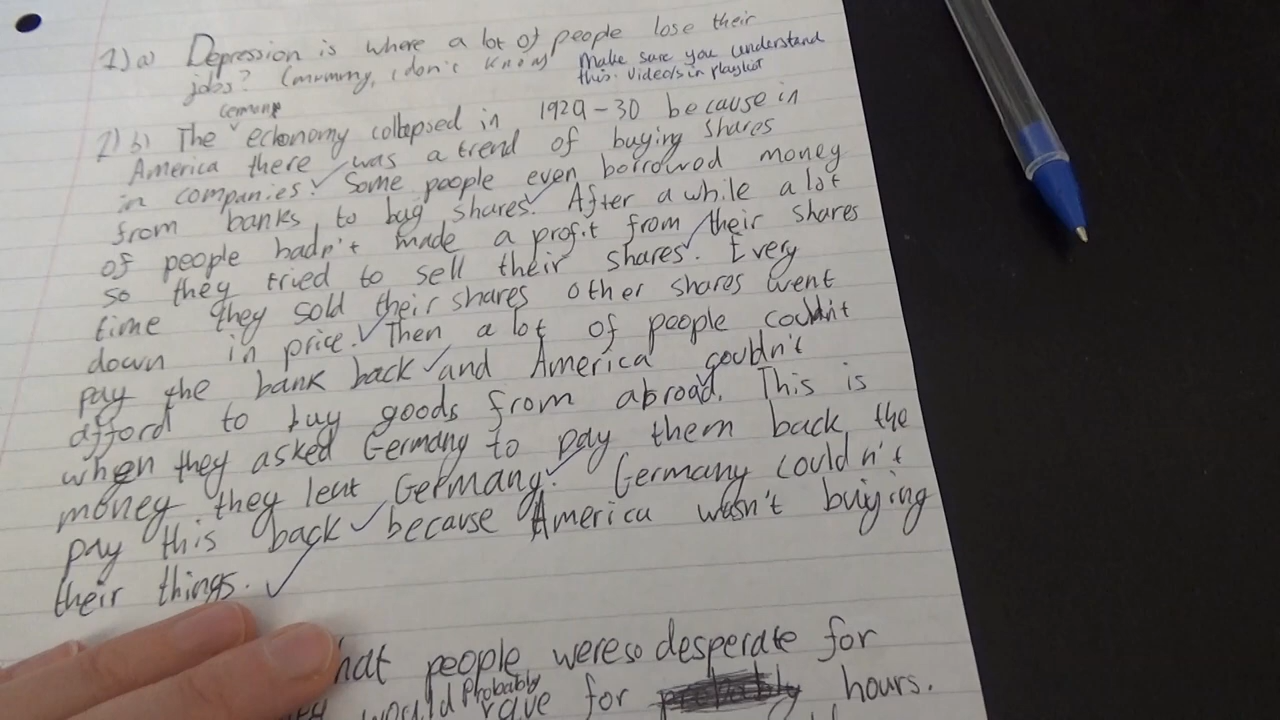 1) a) Depression is where a lot of people lose their
jobs? (mummy, i don't know)
Make sure you understand
this. Video/s in playlist
German
2) b) The economy collapsed in 1929-30 because in
America there was a trend of buying shares
in companies. Some people even borrowed money
from banks to buy shares. After a while a lot
of people hadn't made a profit from their shares
so they tried to sell their shares. Every
time they sold their shares other shares went
down in price. Then a lot of people couldn't
pay the bank back and America couldn't
afford to buy goods from abroad. This is
when they asked Germany to pay them back the
money they lent Germany. Germany couldn't
pay this back because America wasn't buying
their things.
people were so desperate for
would Probably for hours.